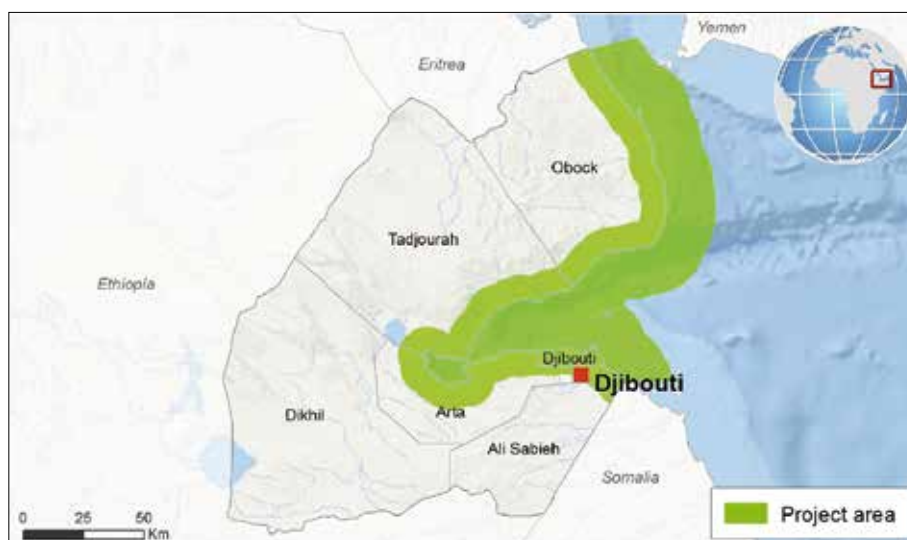 Yemen
Eritrea
Obock
Tadjourah
Ethiopia
Djibouti
Djibouti
Dikhil
Arta
Ali Sabieh
Somalia
0 25 50
Km
Project area